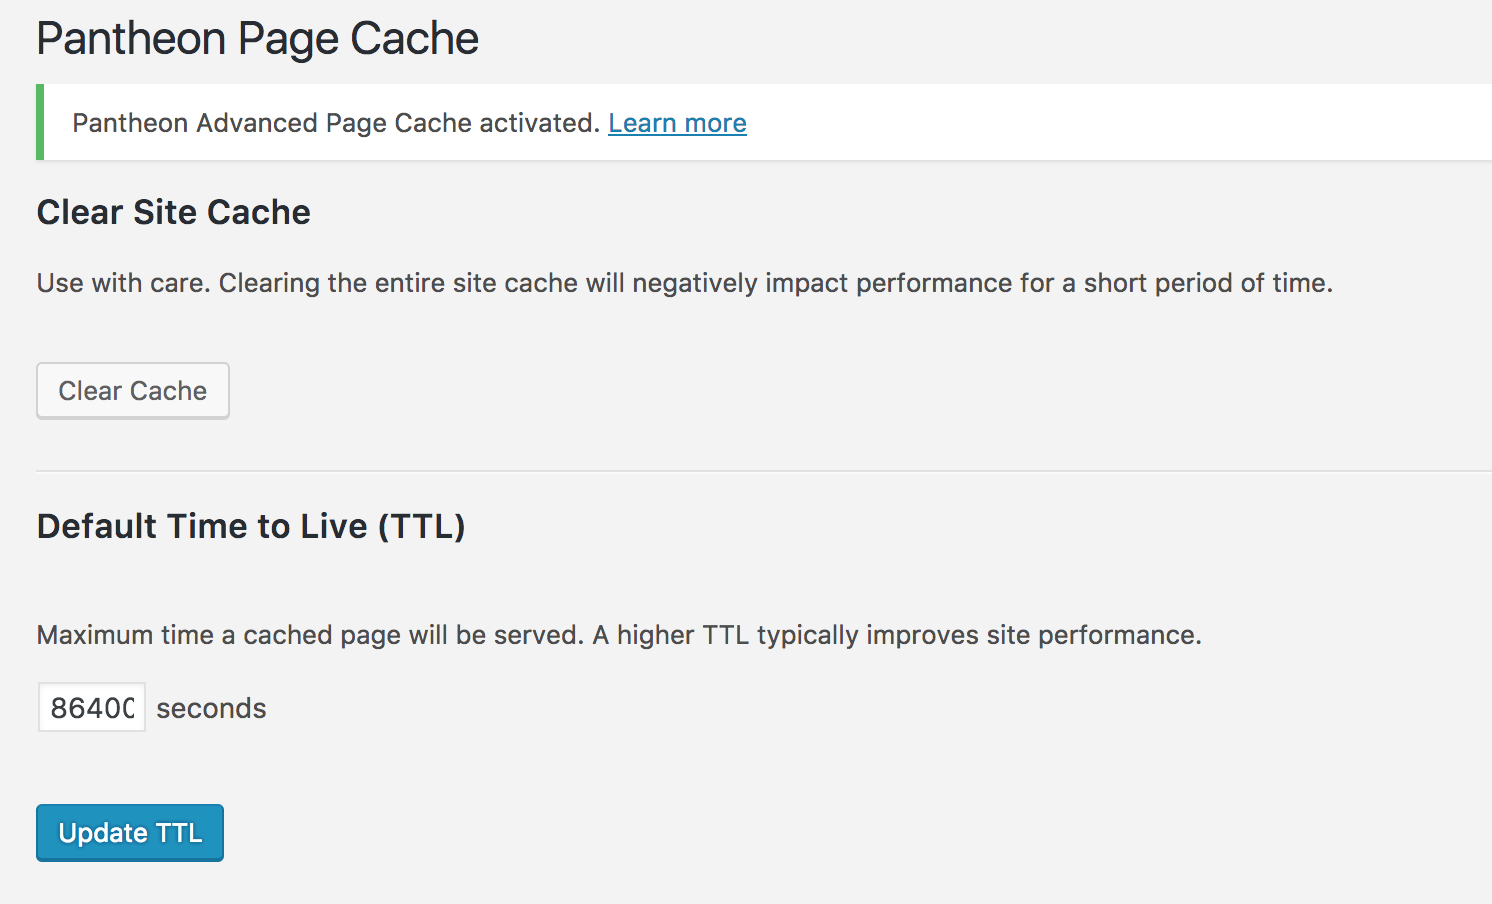 Pantheon Page Cache
Pantheon Advanced Page Cache activated. Learn more
Clear Site Cache
Use with care. Clearing the entire site cache will negatively impact performance for a short period of time.
Clear Cache
Default Time to Live (TTL)
Maximum time a cached page will be served. A higher TTL typically improves site performance.
86400 seconds
Update TTL